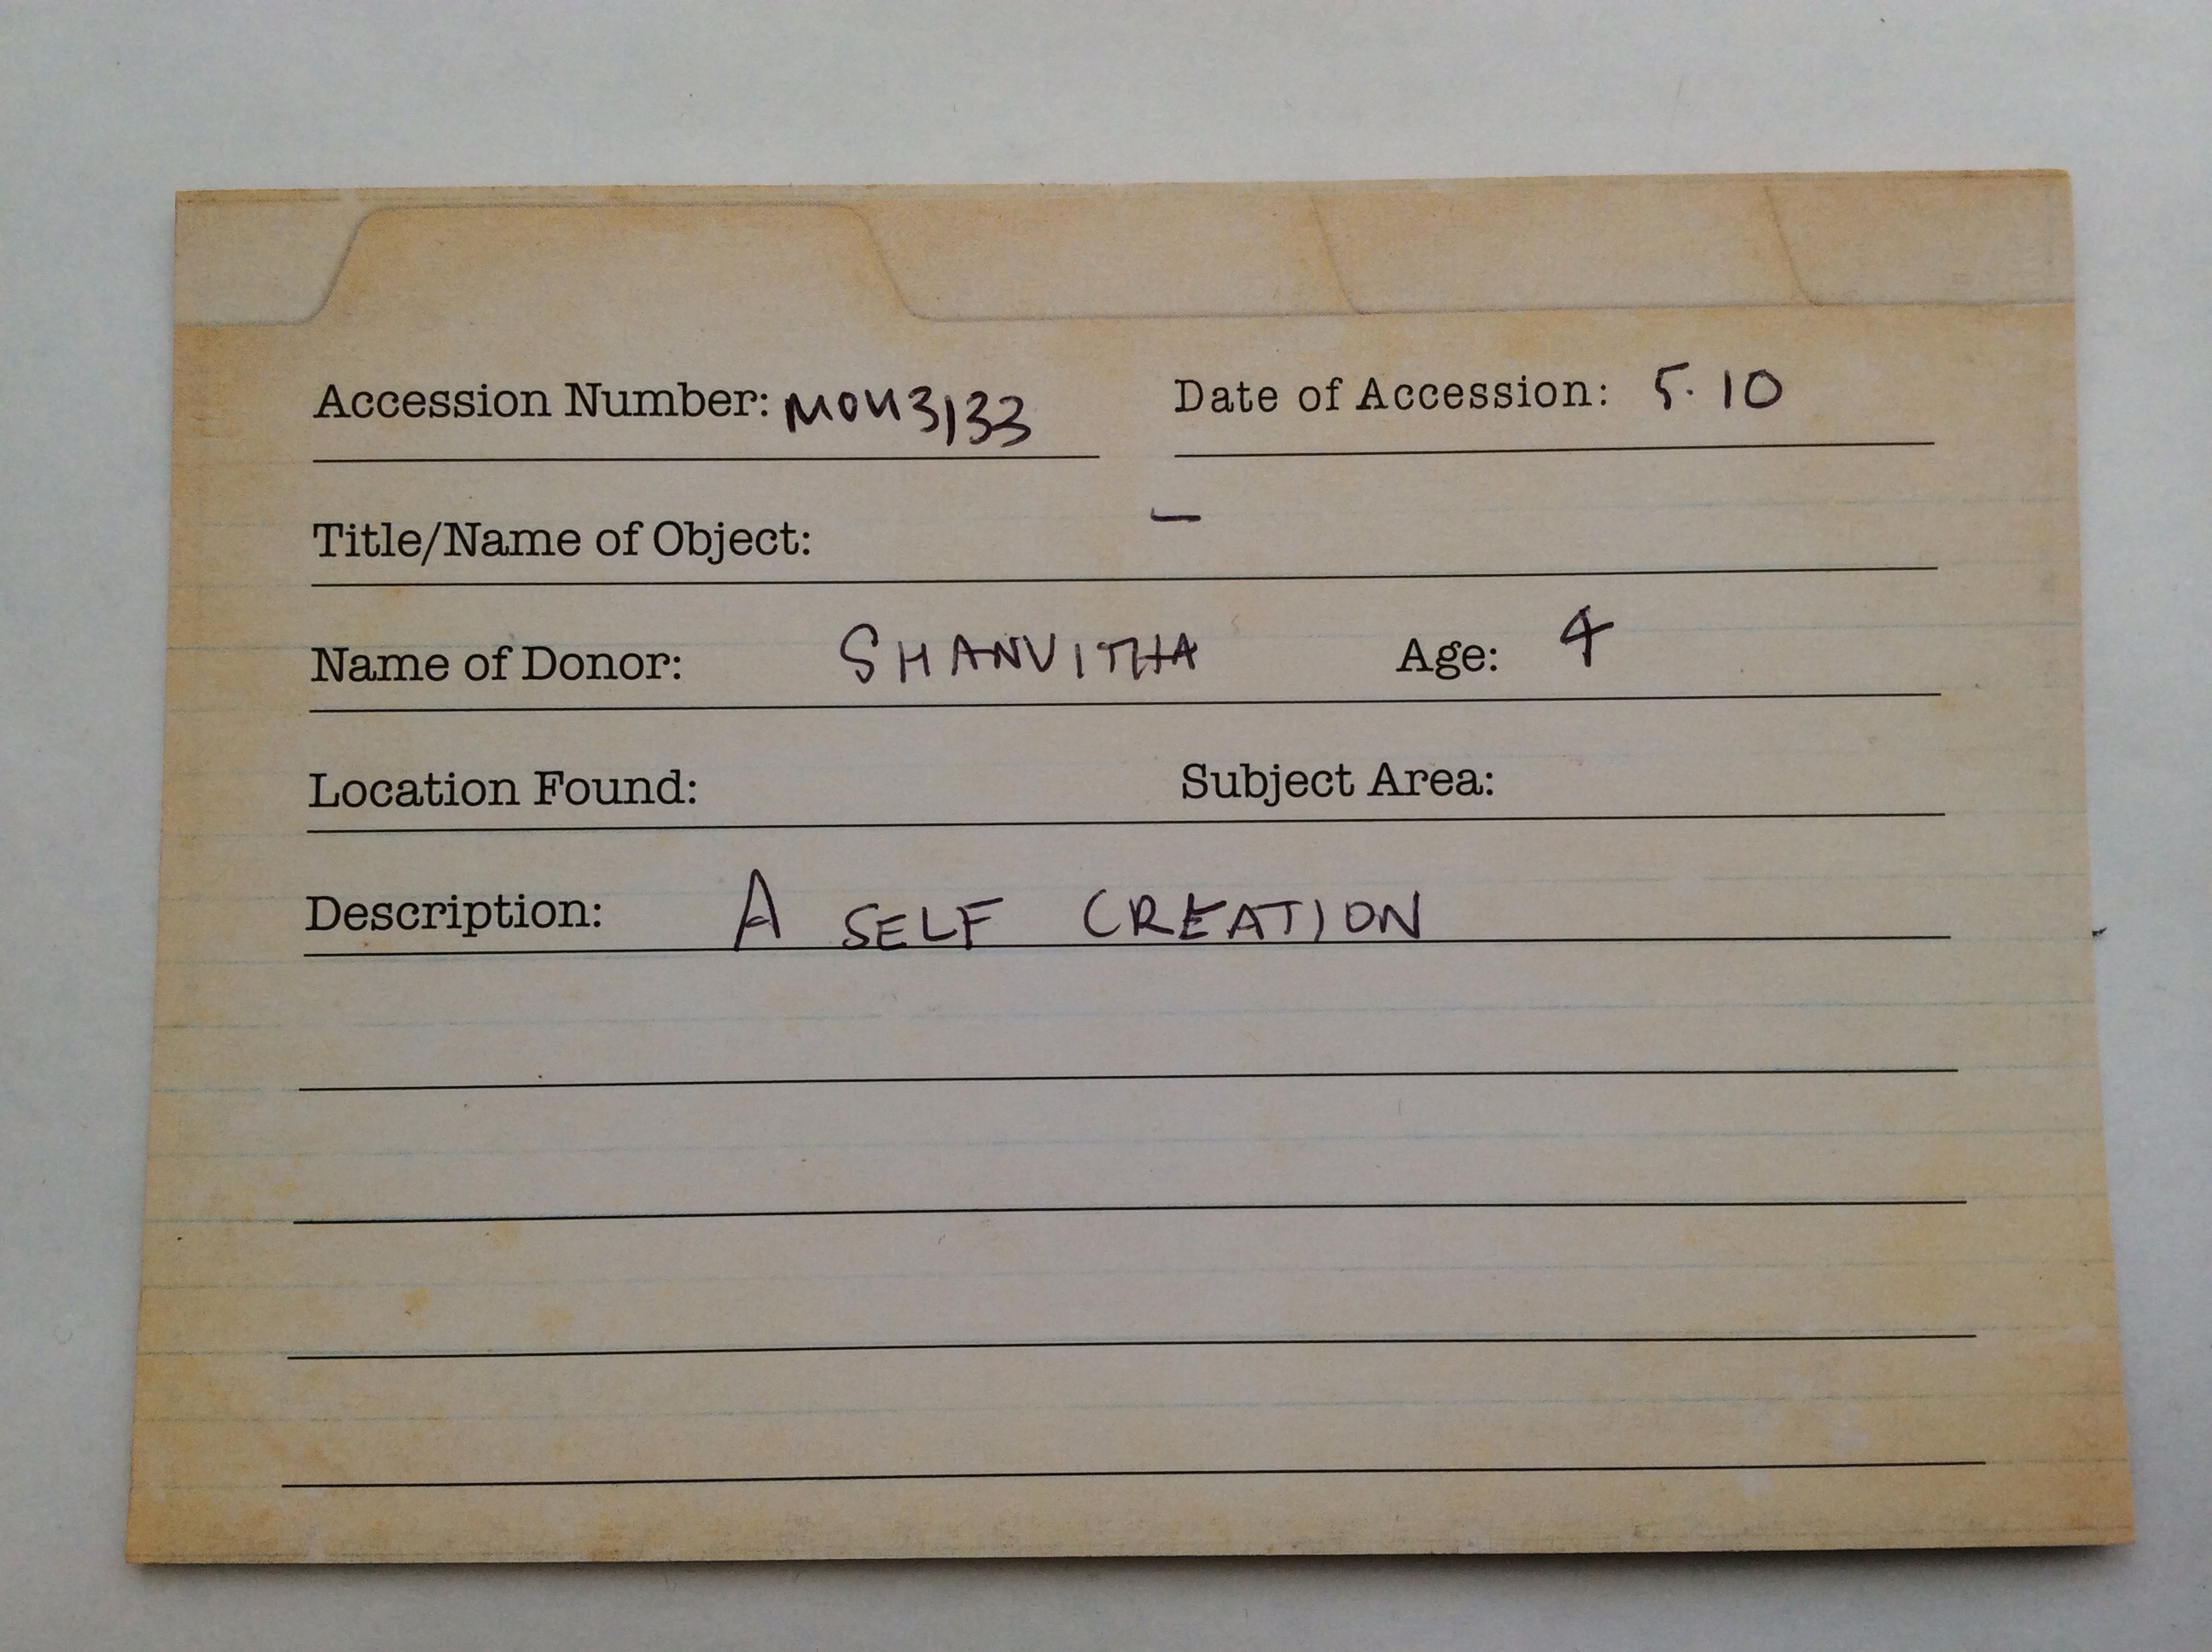 Accession Number: MOU3133 Date of Accession: 5.10
Title/Name of Object: –
Name of Donor: SHANVITHA Age: 4
Location Found: Subject Area:
Description: A SELF CREATION